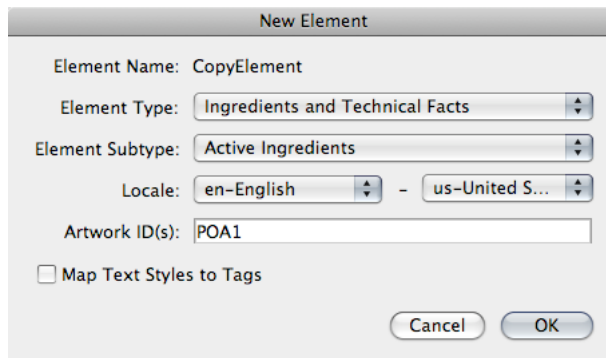 New Element
Element Name: CopyElement
Element Type: Ingredients and Technical Facts
Element Subtype: Active Ingredients
Locale: en-English - us-United S...
Artwork ID(s): POA1
Map Text Styles to Tags
Cancel OK